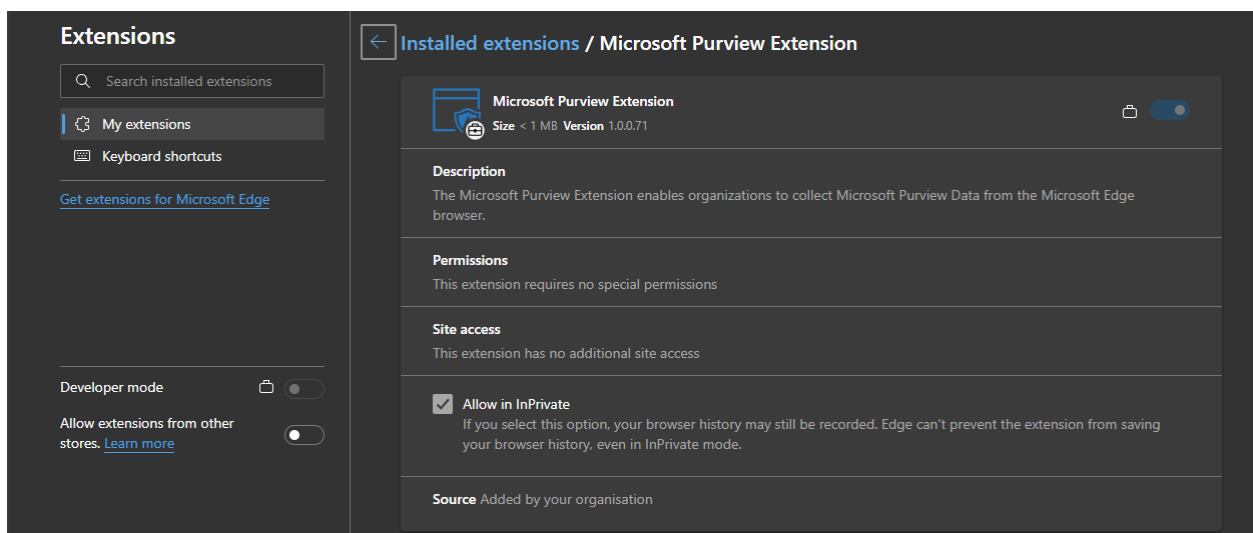 Extensions
Search installed extensions
My extensions
Keyboard shortcuts
Get extensions for Microsoft Edge
Developer mode
Allow extensions from other
stores. Learn more
Installed extensions / Microsoft Purview Extension
Microsoft Purview Extension
Size < 1 MB Version 1.0.0.71
Description
The Microsoft Purview Extension enables organizations to collect Microsoft Purview Data from the Microsoft Edge
browser.
Permissions
This extension requires no special permissions
Site access
This extension has no additional site access
Allow in InPrivate
If you select this option, your browser history may still be recorded. Edge can't prevent the extension from saving
your browser history, even in InPrivate mode.
Source Added by your organisation